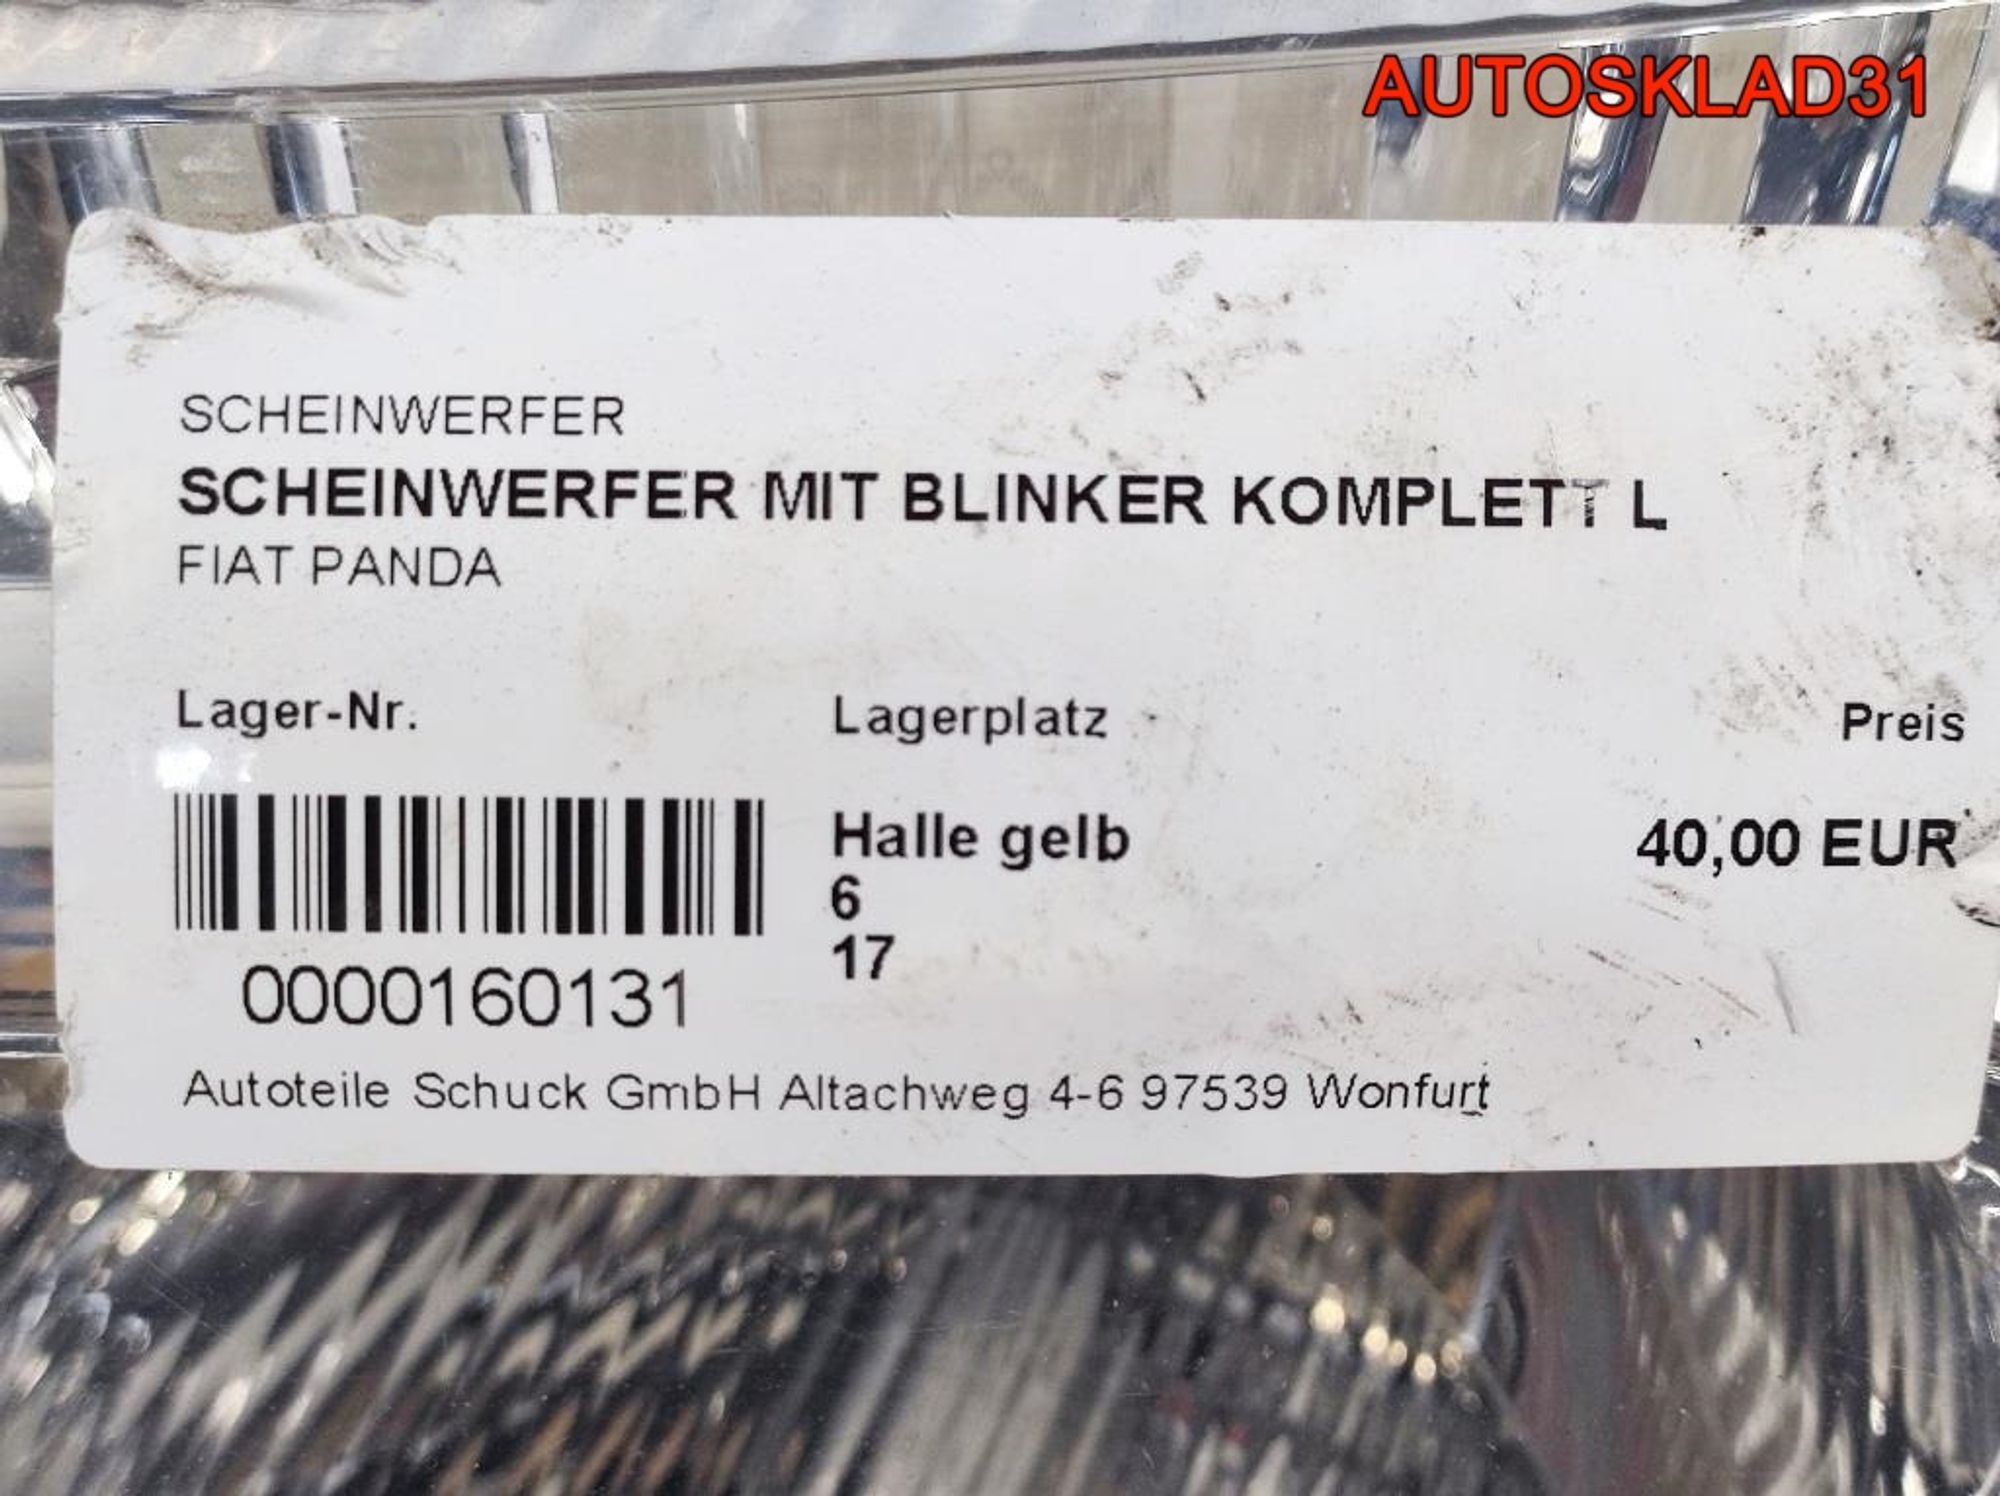 AUTOSKLAD31
SCHEINWERFER
SCHEINWERFER MIT BLINKER KOMPLETT L
FIAT PANDA
Lager-Nr. Lagerplatz Preis
Halle gelb 40,00 EUR
6
17
0000160131
Autoteile Schuck GmbH Altachweg 4-6 97539 Wonfurt